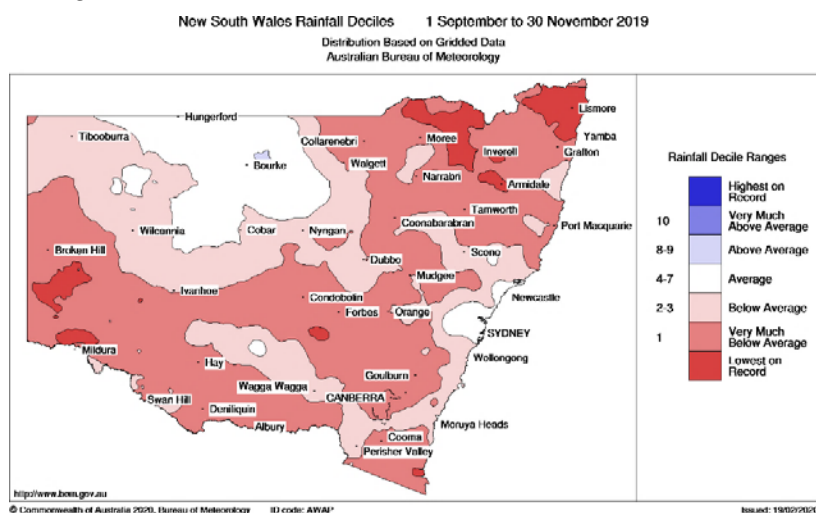 New South Wales Rainfall Deciles 1 September to 30 November 2019
Distribution Based on Gridded Data
Australian Bureau of Meteorology
Hungerford
Tibooburra
Collarenebri
Moree
Lismore
Yamba
Inverell
Grafton
Bourke
Walgett
Narrabri
Armidale
Tamworth
Wilcannia
Cobar
Nyngan
Coonabarabran
Port Macquarie
Broken Hill
Scone
Dubbo
Mudgee
Ivanhoe
Condobolin
Newcastle
Forbes
Orange
SYDNEY
Mildura
Wollongong
Hay
Goulburn
Wagga Wagga
CANBERRA
Swan Hill
Deniliquin
Moruya Heads
Albury
Cooma
Perisher Valley
Rainfall Decile Ranges
Highest on
Record
10
Very Much
Above Average
8-9
Above Average
4-7
Average
2-3
Below Average
1
Very Much
Below Average
Lowest on
Record
http://www.bom.gov.au
© Commonwealth of Australia 2020, Bureau of Meteorology ID code: AWAP Issued: 19/02/2020